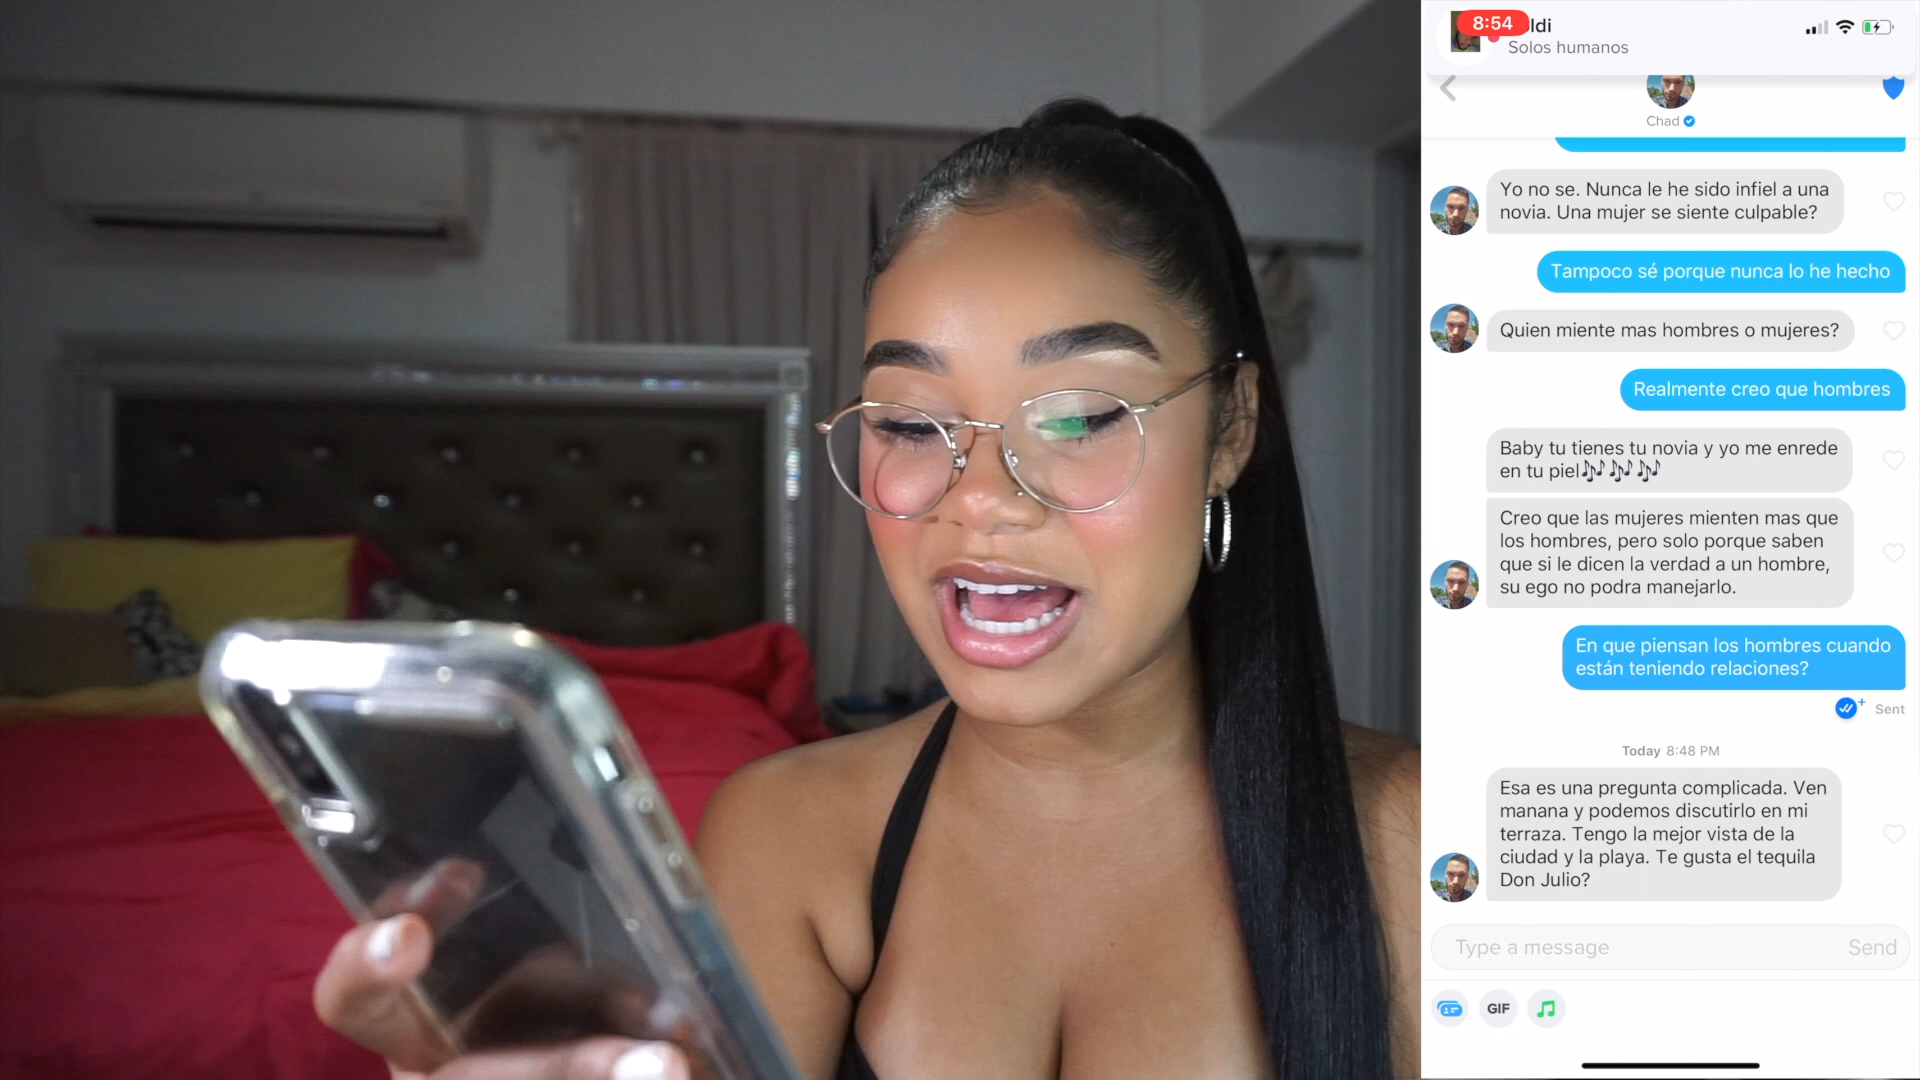 8:54
ldi
Solos humanos
Chad
Yo no se. Nunca le he sido infiel a una
novia. Una mujer se siente culpable?
Tampoco sé porque nunca lo he hecho
Quien miente mas hombres o mujeres?
Realmente creo que hombres
Baby tu tienes tu novia y yo me enrede
en tu piel🎶🎶🎶
Creo que las mujeres mienten mas que
los hombres, pero solo porque saben
que si le dicen la verdad a un hombre,
su ego no podra manejarlo.
En que piensan los hombres cuando
están teniendo relaciones?
Sent
Today 8:48 PM
Esa es una pregunta complicada. Ven
manana y podemos discutirlo en mi
terraza. Tengo la mejor vista de la
ciudad y la playa. Te gusta el tequila
Don Julio?
Type a message
Send
GIF